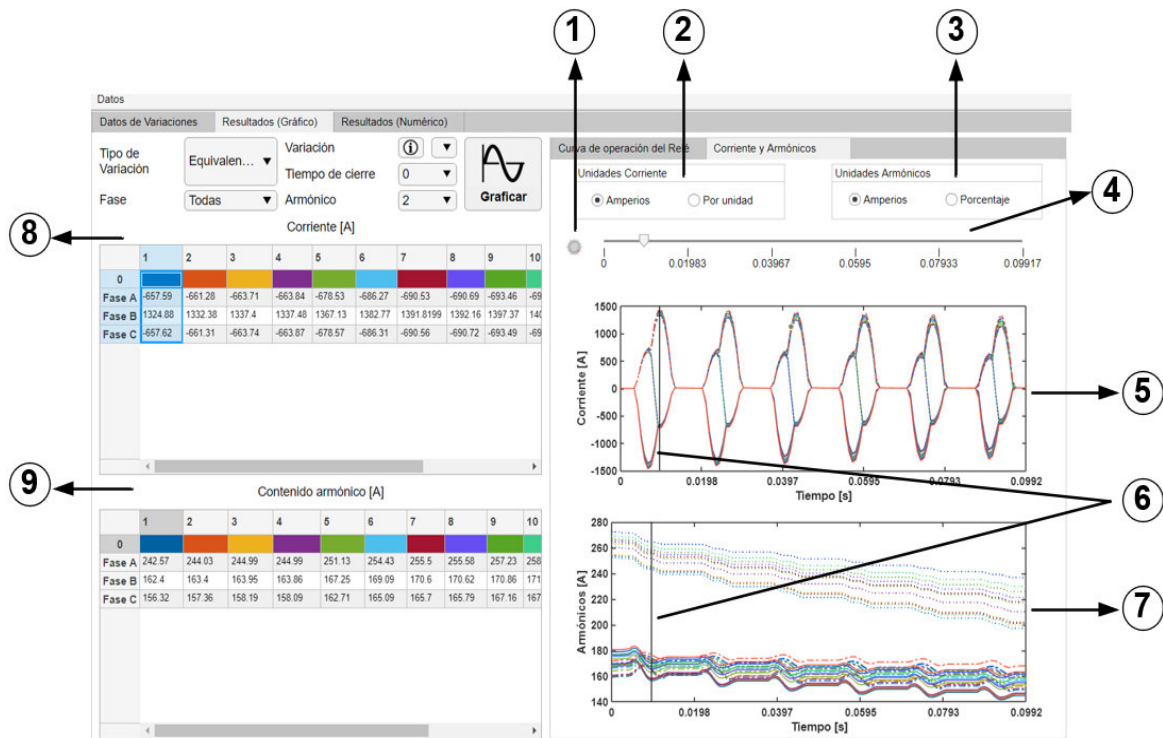 1
2
3
Datos
Datos de Variaciones
Resultados (Gráfico)
Resultados (Numérico)
Tipo de Variación
Equivalen...
Variación
Tiempo de cierre
0
Fase
Todas
Armónico
2
Graficar
Curva de operación del Relé
Corriente y Armónicos
Unidades Corriente
Amperios
Por unidad
Unidades Armónicos
Amperios
Porcentaje
4
0 0.01983 0.03967 0.0595 0.07933 0.09917
8
Corriente [A]
1 2 3 4 5 6 7 8 9 10
0
Fase A -657.59 -661.28 -663.71 -663.84 -678.53 -686.27 -690.53 -690.69 -693.46 -69
Fase B 1324.88 1332.38 1337.4 1337.48 1367.13 1382.77 1391.8199 1392.16 1397.37 140
Fase C -657.62 -661.31 -663.74 -663.87 -678.57 -686.31 -690.56 -690.72 -693.49 -69
1500
1000
500
0
-500
-1000
-1500
Corriente [A]
0 0.0198 0.0397 0.0595 0.0793 0.0992
Tiempo [s]
5
6
9
Contenido armónico [A]
1 2 3 4 5 6 7 8 9 10
0
Fase A 242.57 244.03 244.99 244.99 251.13 254.43 255.5 255.58 257.23 258
Fase B 162.4 163.4 163.95 163.86 167.25 169.09 170.6 170.62 170.86 171
Fase C 156.32 157.36 158.19 158.09 162.71 165.09 165.7 165.79 167.16 167
280
260
240
220
200
180
160
140
Armónicos [A]
0 0.0198 0.0397 0.0595 0.0793 0.0992
Tiempo [s]
7